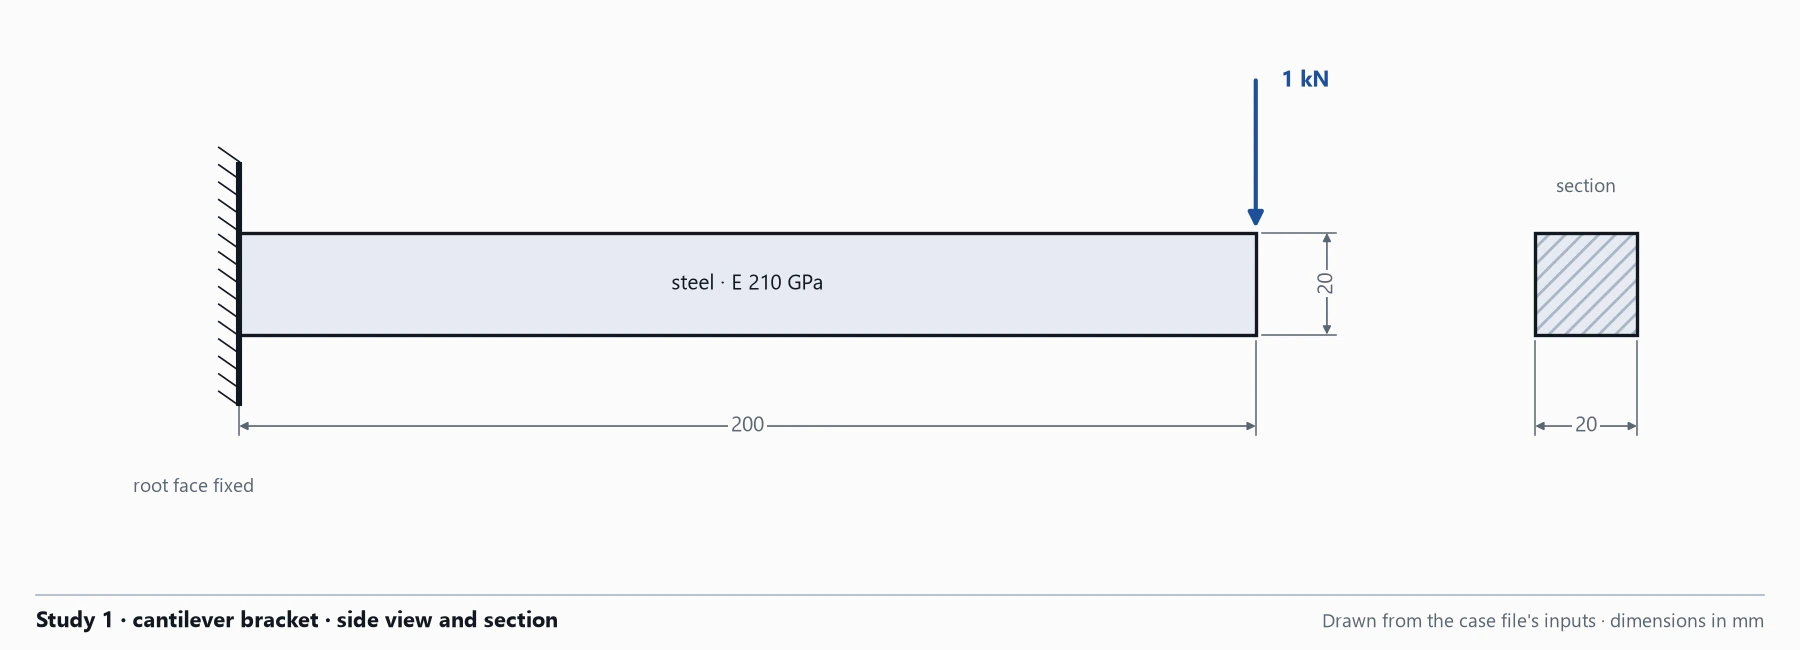 1 kN
section
steel · E 210 GPa
20
200
20
root face fixed
Study 1 · cantilever bracket · side view and section
Drawn from the case file's inputs · dimensions in mm